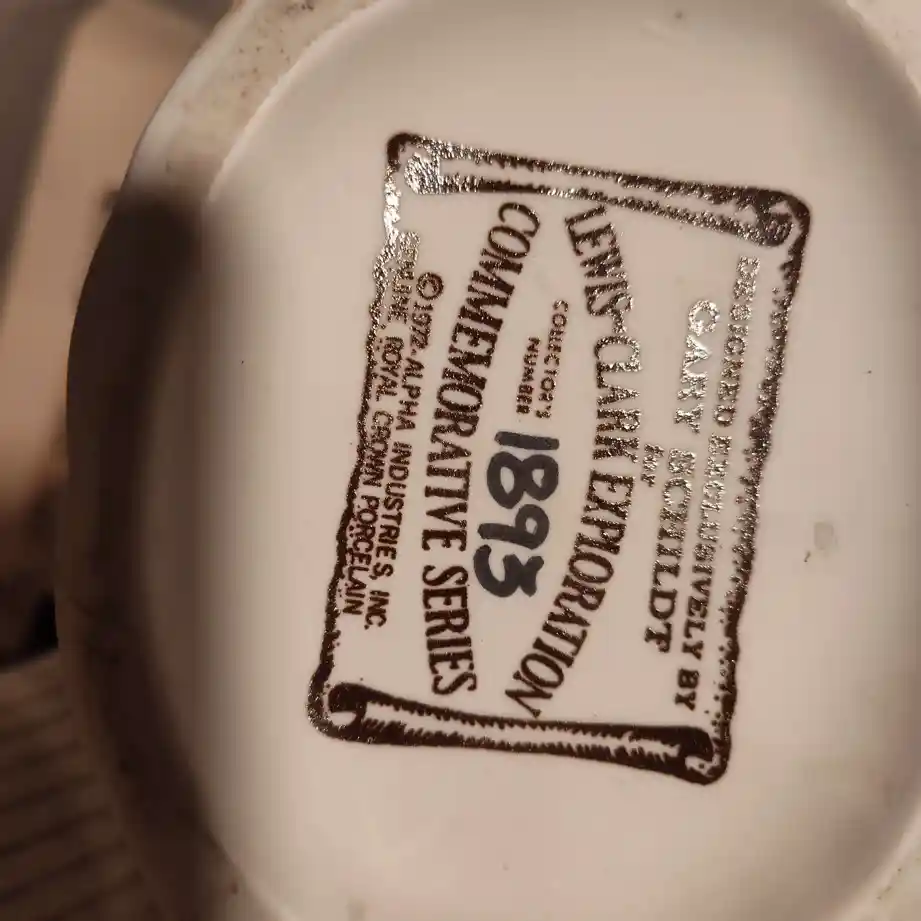 DESIGNED EXCLUSIVELY BY
GARY SCHILDT
for
LEWIS-CLARK EXPLORATION
COLLECTOR'S
NUMBER 1893
COMMEMORATIVE SERIES
©1972-ALPHA INDUSTRIES, INC.
GENUINE ROYAL CROWN PORCELAIN